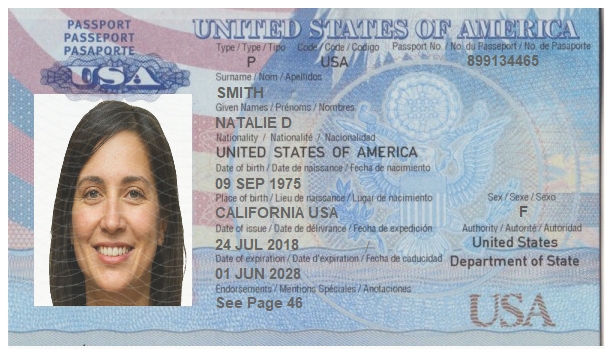 PASSPORT
PASSEPORT
PASAPORTE
USA
UNITED STATES OF AMERICA
Type / Type / Tipo Code / Code / Codigo Passport No. / No. du Passeport / No. de Pasaporte
P USA 899134465
Surname / Nom / Apellidos
SMITH
Given Names / Prénoms / Nombres
NATALIE D
Nationality / Nationalité / Nacionalidad
UNITED STATES OF AMERICA
Date of birth / Date de naissance / Fecha de nacimiento
09 SEP 1975
Place of birth / Lieu de naissance / Lugar de nacimiento Sex / Sexe / Sexo
CALIFORNIA USA F
Date of issue / Date de délivrance / Fecha de expedición Authority / Autorité / Autoridad
24 JUL 2018 United States
Date of expiration / Date d'expiration / Fecha de caducidad Department of State
01 JUN 2028
Endorsements / Mentions Spéciales / Anotaciones
See Page 46
USA